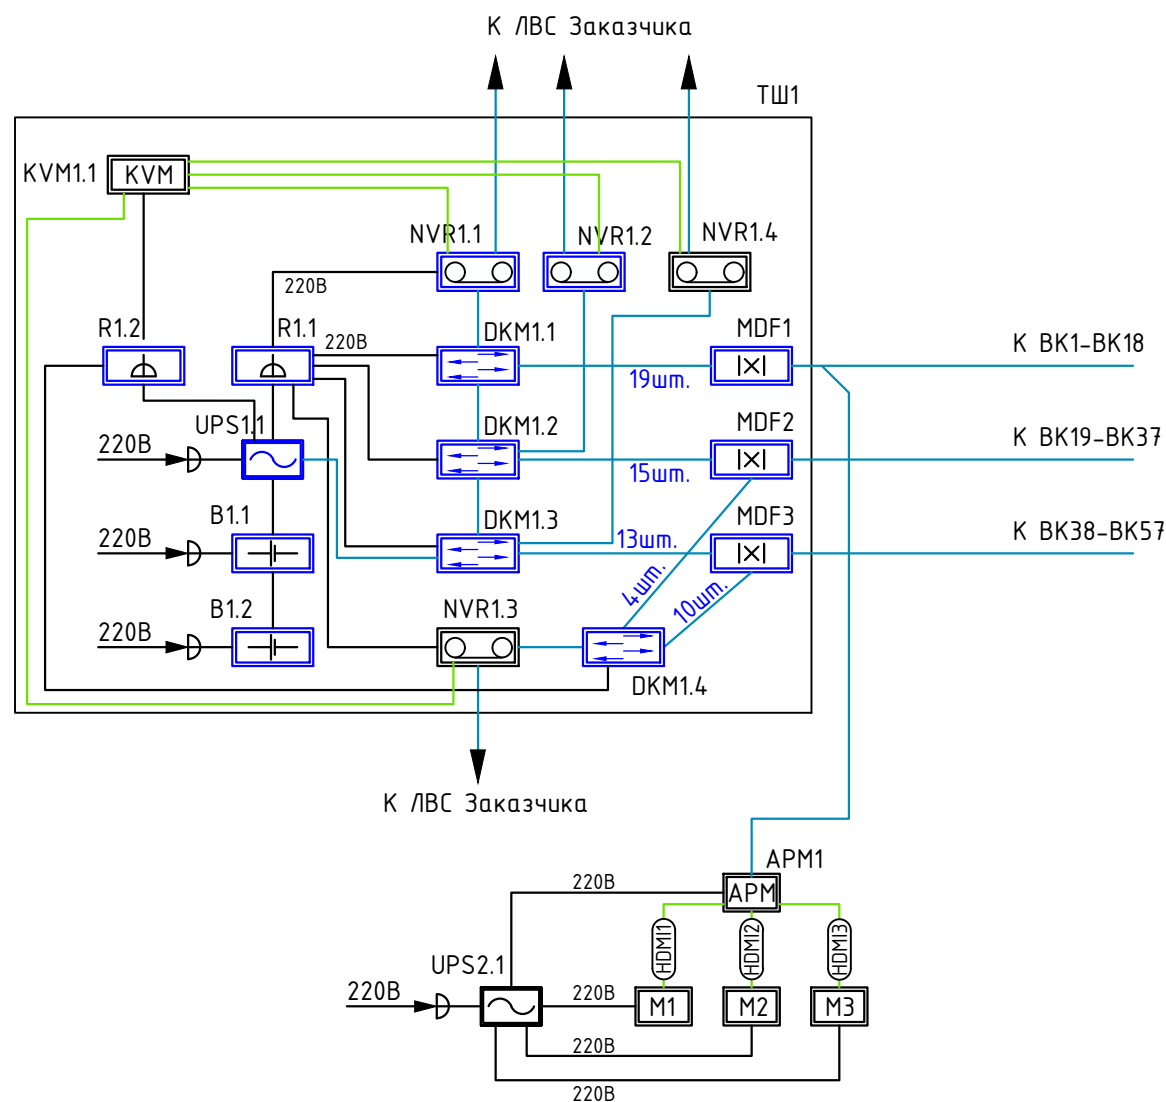 К ЛВС Заказчика
ТШ1
KVM1.1
KVM
NVR1.1
NVR1.2
NVR1.4
220В
R1.2
R1.1
220В
DKM1.1
MDF1
К ВК1-ВК18
19шт.
UPS1.1
DKM1.2
MDF2
К ВК19-ВК37
220В
15шт.
B1.1
DKM1.3
MDF3
К ВК38-ВК57
220В
13шт.
4шт.
10шт.
B1.2
NVR1.3
220В
DKM1.4
К ЛВС Заказчика
АРМ1
220В
АРМ
HDMI1
HDMI2
HDMI3
UPS2.1
220В
220В
М1
М2
М3
220В
220В